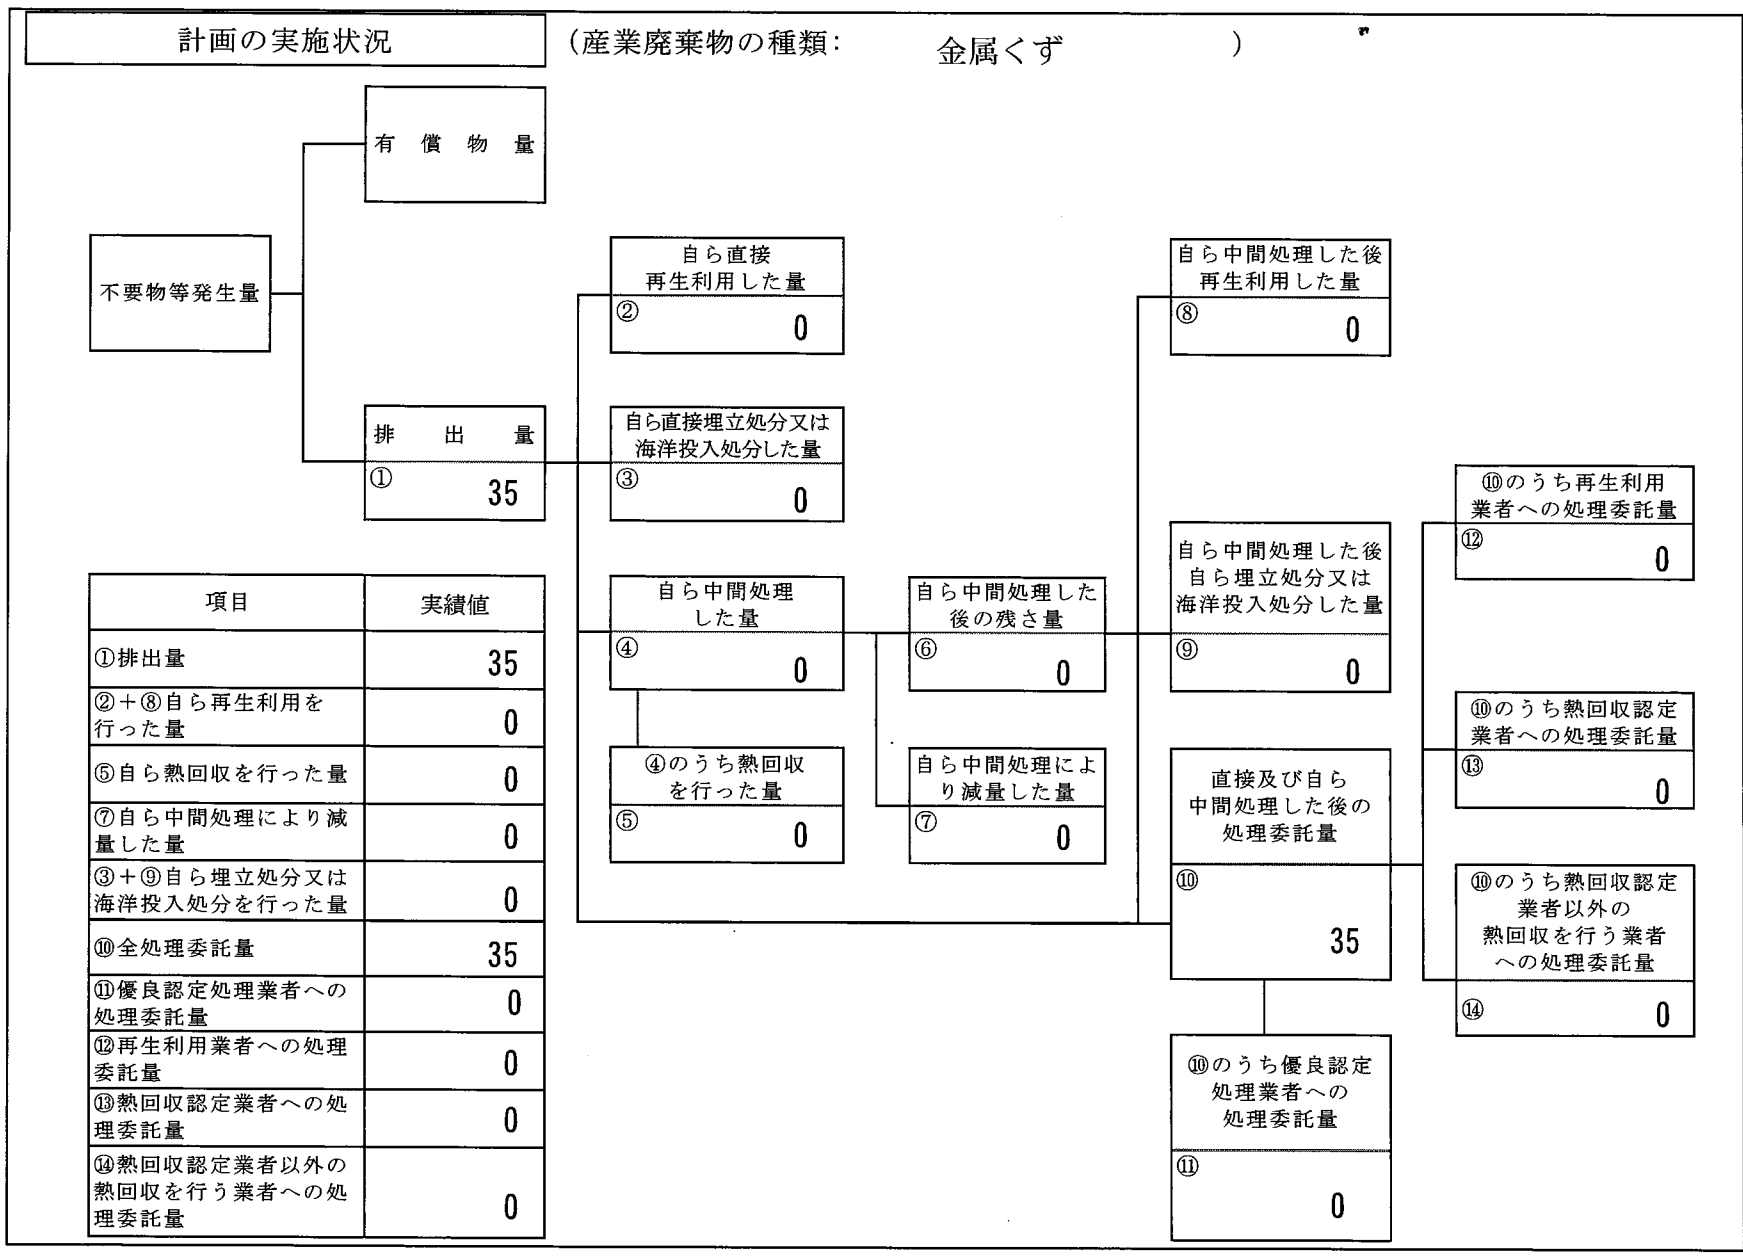 計画の実施状況
(産業廃棄物の種類: 金属くず )
有償物量
不要物等発生量
排出量
① 35
自ら直接
再生利用した量
② 0
自ら直接埋立処分又は
海洋投入処分した量
③ 0
自ら中間処理
した量
④ 0
④のうち熱回収
を行った量
⑤ 0
自ら中間処理した
後の残さ量
⑥ 0
自ら中間処理によ
り減量した量
⑦ 0
自ら中間処理した後
再生利用した量
⑧ 0
自ら中間処理した後
自ら埋立処分又は
海洋投入処分した量
⑨ 0
直接及び自ら
中間処理した後の
処理委託量
⑩ 35
⑩のうち優良認定
処理業者への
処理委託量
⑪ 0
⑩のうち再生利用
業者への処理委託量
⑫ 0
⑩のうち熱回収認定
業者への処理委託量
⑬ 0
⑩のうち熱回収認定
業者以外の
熱回収を行う業者
への処理委託量
⑭ 0
項目 実績値
①排出量 35
②+⑧自ら再生利用を
行った量 0
⑤自ら熱回収を行った量 0
⑦自ら中間処理により減
量した量 0
③+⑨自ら埋立処分又は
海洋投入処分を行った量 0
⑩全処理委託量 35
⑪優良認定処理業者への
処理委託量 0
⑫再生利用業者への処理
委託量 0
⑬熱回収認定業者への処
理委託量 0
⑭熱回収認定業者以外の
熱回収を行う業者への処
理委託量 0